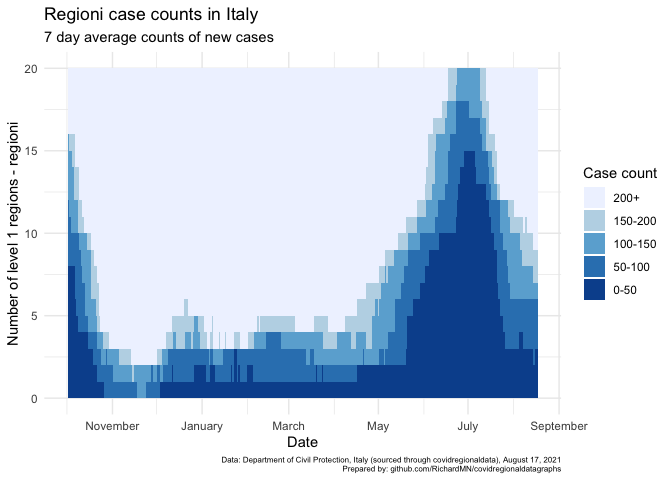 Regioni case counts in Italy
7 day average counts of new cases
Number of level 1 regions - regioni
20
15
10
5
0
November
January
March
May
July
September
Date
Case count
200+
150-200
100-150
50-100
0-50
Data: Department of Civil Protection, Italy (sourced through covidregionaldata), August 17, 2021
Prepared by: github.com/RichardMN/covidregionaldatagraphs